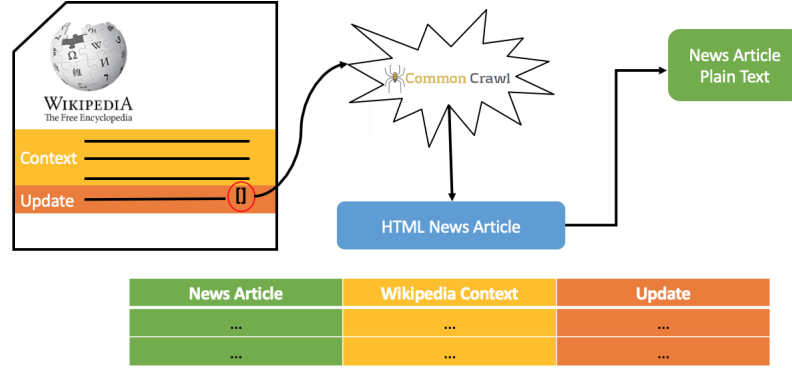 WIKIPEDIA
The Free Encyclopedia
Context
Update
[]
Common Crawl
HTML News Article
News Article
Plain Text
News Article Wikipedia Context Update
... ... ...
... ... ...